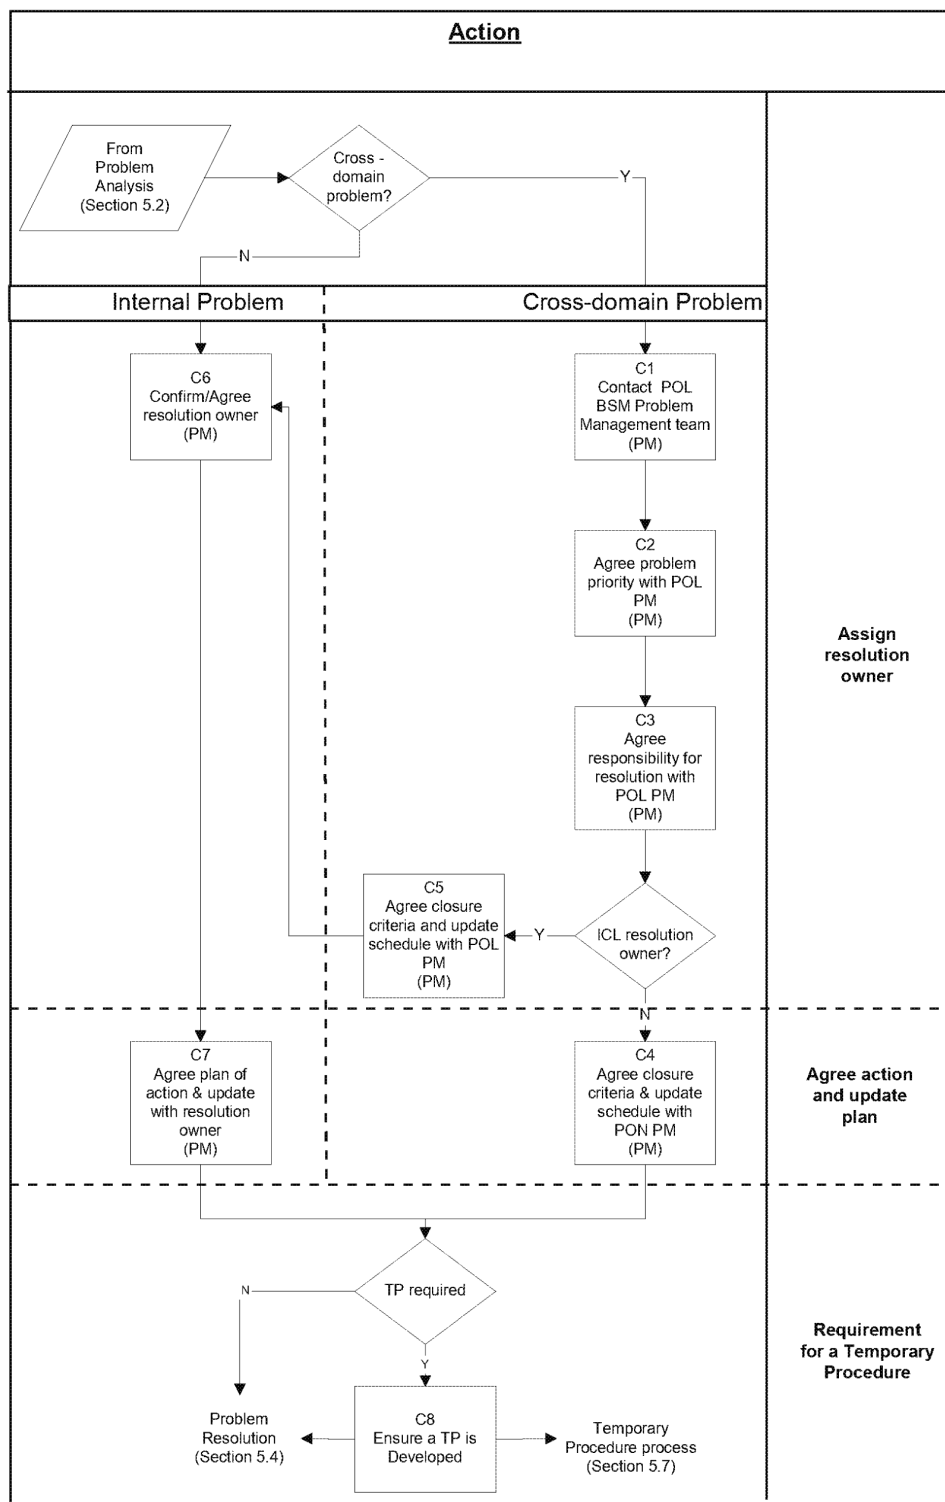 Action
From
Problem
Analysis
(Section 5.2)
Cross -
domain
problem?
Y
N
Internal Problem
Cross-domain Problem
C6
Confirm/Agree
resolution owner
(PM)
C1
Contact POL
BSM Problem
Management team
(PM)
C2
Agree problem
priority with POL
PM
(PM)
Assign
resolution
owner
C3
Agree
responsibility for
resolution with
POL PM
(PM)
C5
Agree closure
criteria and update
schedule with POL
PM
(PM)
Y
ICL resolution
owner?
N
C7
Agree plan of
action & update
with resolution
owner
(PM)
C4
Agree closure
criteria & update
schedule with
PON PM
(PM)
Agree action
and update
plan
TP required
N
Y
Requirement
for a Temporary
Procedure
Problem
Resolution
(Section 5.4)
C8
Ensure a TP is
Developed
Temporary
Procedure process
(Section 5.7)